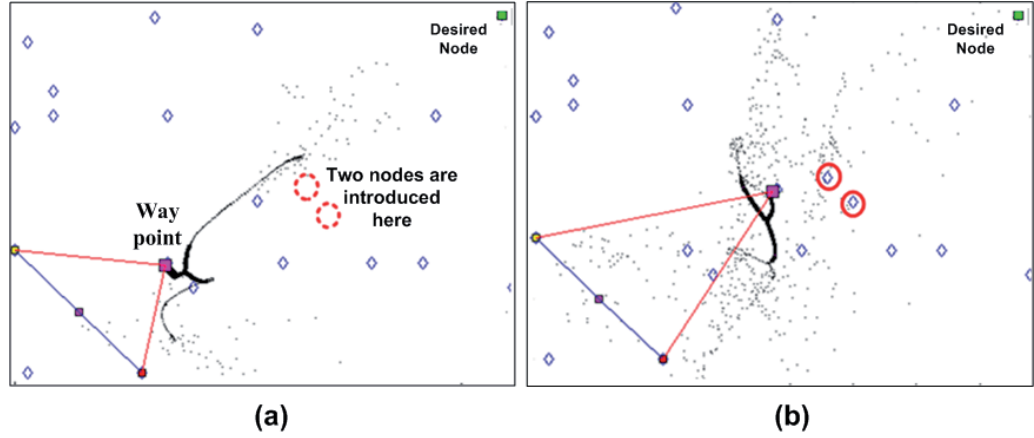 Desired
Node
Two nodes are
introduced
here
Way
point
(a)
Desired
Node
(b)